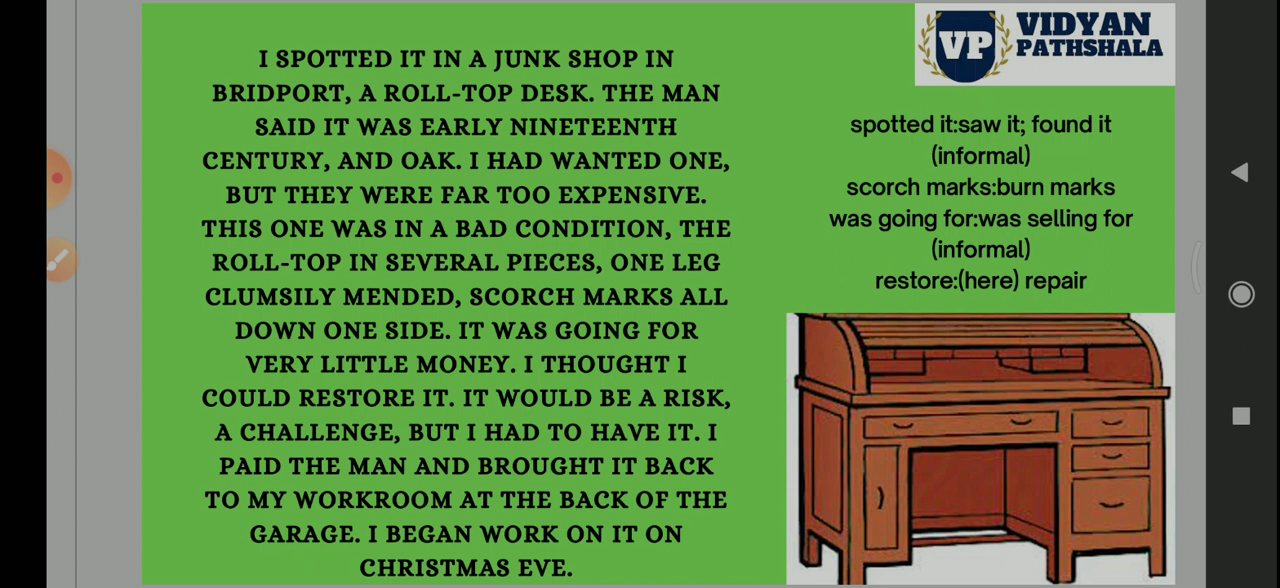 I SPOTTED IT IN A JUNK SHOP IN
BRIDPORT, A ROLL-TOP DESK. THE MAN
SAID IT WAS EARLY NINETEENTH
CENTURY, AND OAK. I HAD WANTED ONE,
BUT THEY WERE FAR TOO EXPENSIVE.
THIS ONE WAS IN A BAD CONDITION, THE
ROLL-TOP IN SEVERAL PIECES, ONE LEG
CLUMSILY MENDED, SCORCH MARKS ALL
DOWN ONE SIDE. IT WAS GOING FOR
VERY LITTLE MONEY. I THOUGHT I
COULD RESTORE IT. IT WOULD BE A RISK,
A CHALLENGE, BUT I HAD TO HAVE IT. I
PAID THE MAN AND BROUGHT IT BACK
TO MY WORKROOM AT THE BACK OF THE
GARAGE. I BEGAN WORK ON IT ON
CHRISTMAS EVE.
VP
VIDYAN
PATHSHALA
spotted it:saw it; found it
(informal)
scorch marks:burn marks
was going for:was selling for
(informal)
restore:(here) repair